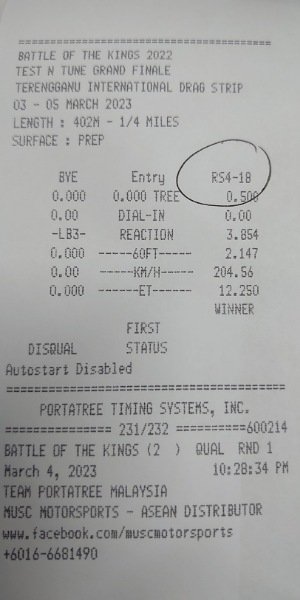 =========================================
BATTLE OF THE KINGS 2022
TEST N TUNE GRAND FINALE
TERENGGANU INTERNATIONAL DRAG STRIP
03 - 05 MARCH 2023
LENGTH : 402M - 1/4 MILES
SURFACE : PREP
BYE Entry RS4-18
0.000 0.000 TREE 0.500
0.00 DIAL-IN 0.00
-LB3- REACTION 3.854
0.000 -----60FT----- 2.147
0.00 -----KM/H----- 204.56
0.000 ------ET------ 12.250
WINNER
FIRST
DISQUAL STATUS
Autostart Disabled
=========================================
PORTATREE TIMING SYSTEMS, INC.
=============== 231/232 ==========600214
BATTLE OF THE KINGS (2 ) QUAL RND 1
March 4, 2023 10:28:34 PM
TEAM PORTATREE MALAYSIA
MUSC MOTORSPORTS - ASEAN DISTRIBUTOR
www.facebook.com/muscmotorsports
+6016-6681490